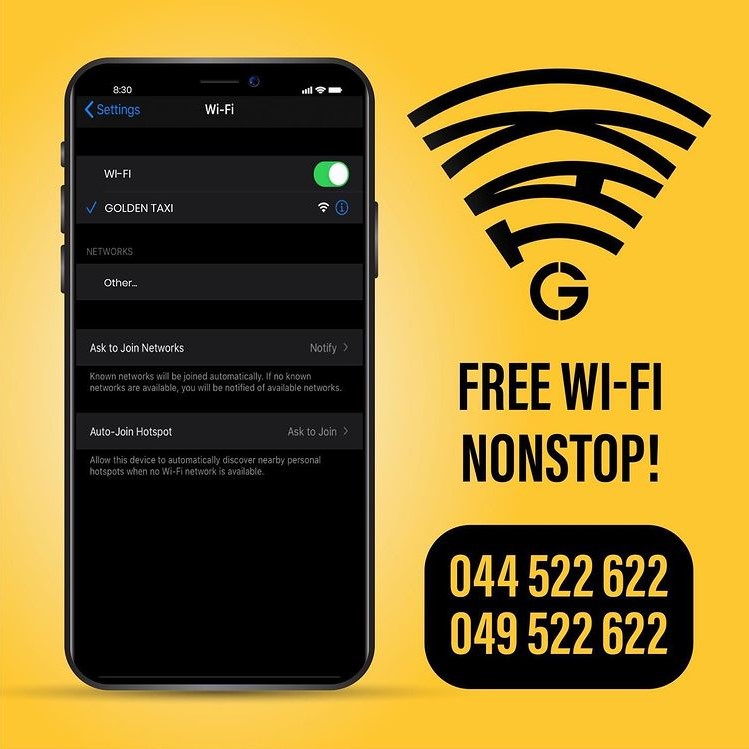 8:30
Settings
Wi-Fi
WI-FI
GOLDEN TAXI
NETWORKS
Other...
Ask to Join Networks Notify
Known networks will be joined automatically. If no known
networks are available, you will be notified of available networks.
Auto-Join Hotspot Ask to Join
Allow this device to automatically discover nearby personal
hotspots when no Wi-Fi network is available.
TAXI
G
FREE WI-FI
NONSTOP!
044 522 622
049 522 622